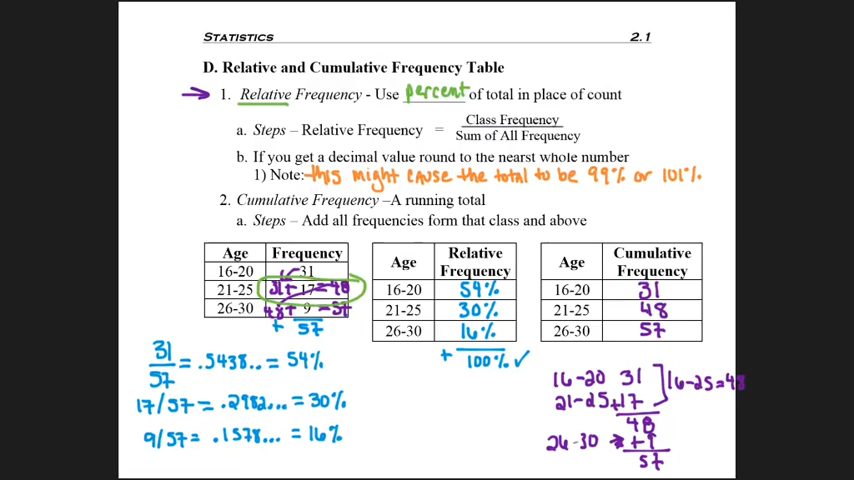 STATISTICS 2.1
D. Relative and Cumulative Frequency Table
1. Relative Frequency - Use percent of total in place of count
a. Steps – Relative Frequency = Class Frequency / Sum of All Frequency
b. If you get a decimal value round to the nearst whole number
1) Note: this might cause the total to be 99% or 101%
2. Cumulative Frequency –A running total
a. Steps – Add all frequencies form that class and above
Age Frequency
16-20 31
21-25 31+ 17 = 48
26-30 48+ 9 = 57
+ 57
Age Relative Frequency
16-20 54%
21-25 30%
26-30 16%
+ 100% ✓
Age Cumulative Frequency
16-20 31
21-25 48
26-30 57
31/57 = .5438.. = 54%
17/57 = .2982... = 30%
9/57 = .1578... = 16%
16-20 31
21-25 +17
16-25=48
48
26-30 → +9
57